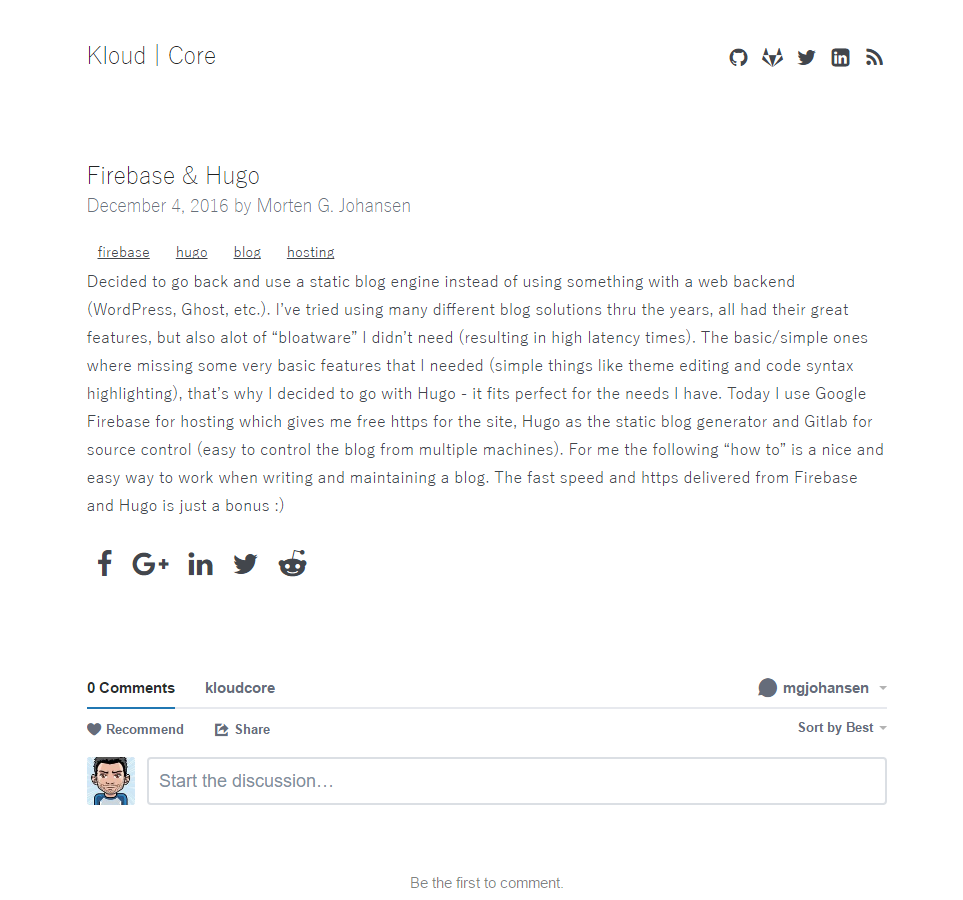 Kloud | Core
Firebase & Hugo
December 4, 2016 by Morten G. Johansen
firebase hugo blog hosting
Decided to go back and use a static blog engine instead of using something with a web backend
(WordPress, Ghost, etc.). I’ve tried using many different blog solutions thru the years, all had their great
features, but also alot of “bloatware” I didn’t need (resulting in high latency times). The basic/simple ones
where missing some very basic features that I needed (simple things like theme editing and code syntax
highlighting), that’s why I decided to go with Hugo - it fits perfect for the needs I have. Today I use Google
Firebase for hosting which gives me free https for the site, Hugo as the static blog generator and Gitlab for
source control (easy to control the blog from multiple machines). For me the following “how to” is a nice and
easy way to work when writing and maintaining a blog. The fast speed and https delivered from Firebase
and Hugo is just a bonus :)
0 Comments kloudcore mgjohansen
Recommend Share Sort by Best
Start the discussion…
Be the first to comment.